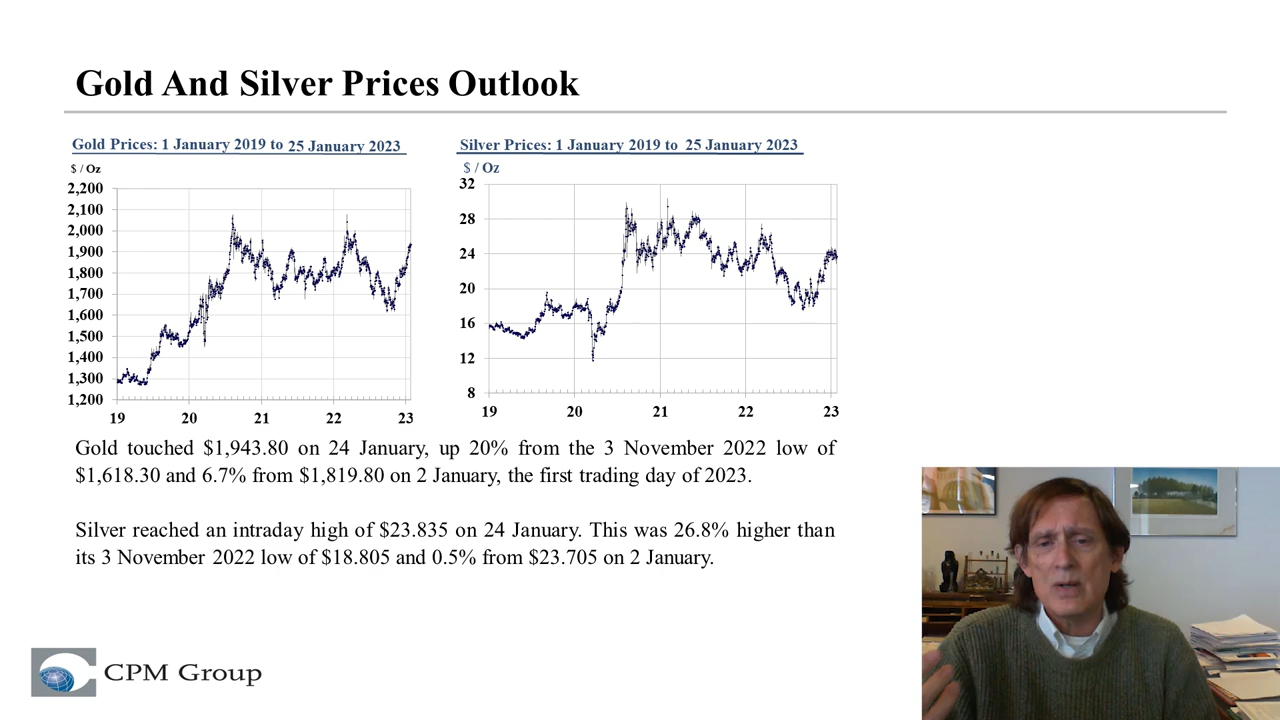 Gold And Silver Prices Outlook
Gold Prices: 1 January 2019 to 25 January 2023
$ / Oz
2,200
2,100
2,000
1,900
1,800
1,700
1,600
1,500
1,400
1,300
1,200
19 20 21 22 23
Silver Prices: 1 January 2019 to 25 January 2023
$ / Oz
32
28
24
20
16
12
8
19 20 21 22 23
Gold touched $1,943.80 on 24 January, up 20% from the 3 November 2022 low of
$1,618.30 and 6.7% from $1,819.80 on 2 January, the first trading day of 2023.
Silver reached an intraday high of $23.835 on 24 January. This was 26.8% higher than
its 3 November 2022 low of $18.805 and 0.5% from $23.705 on 2 January.
CPM Group